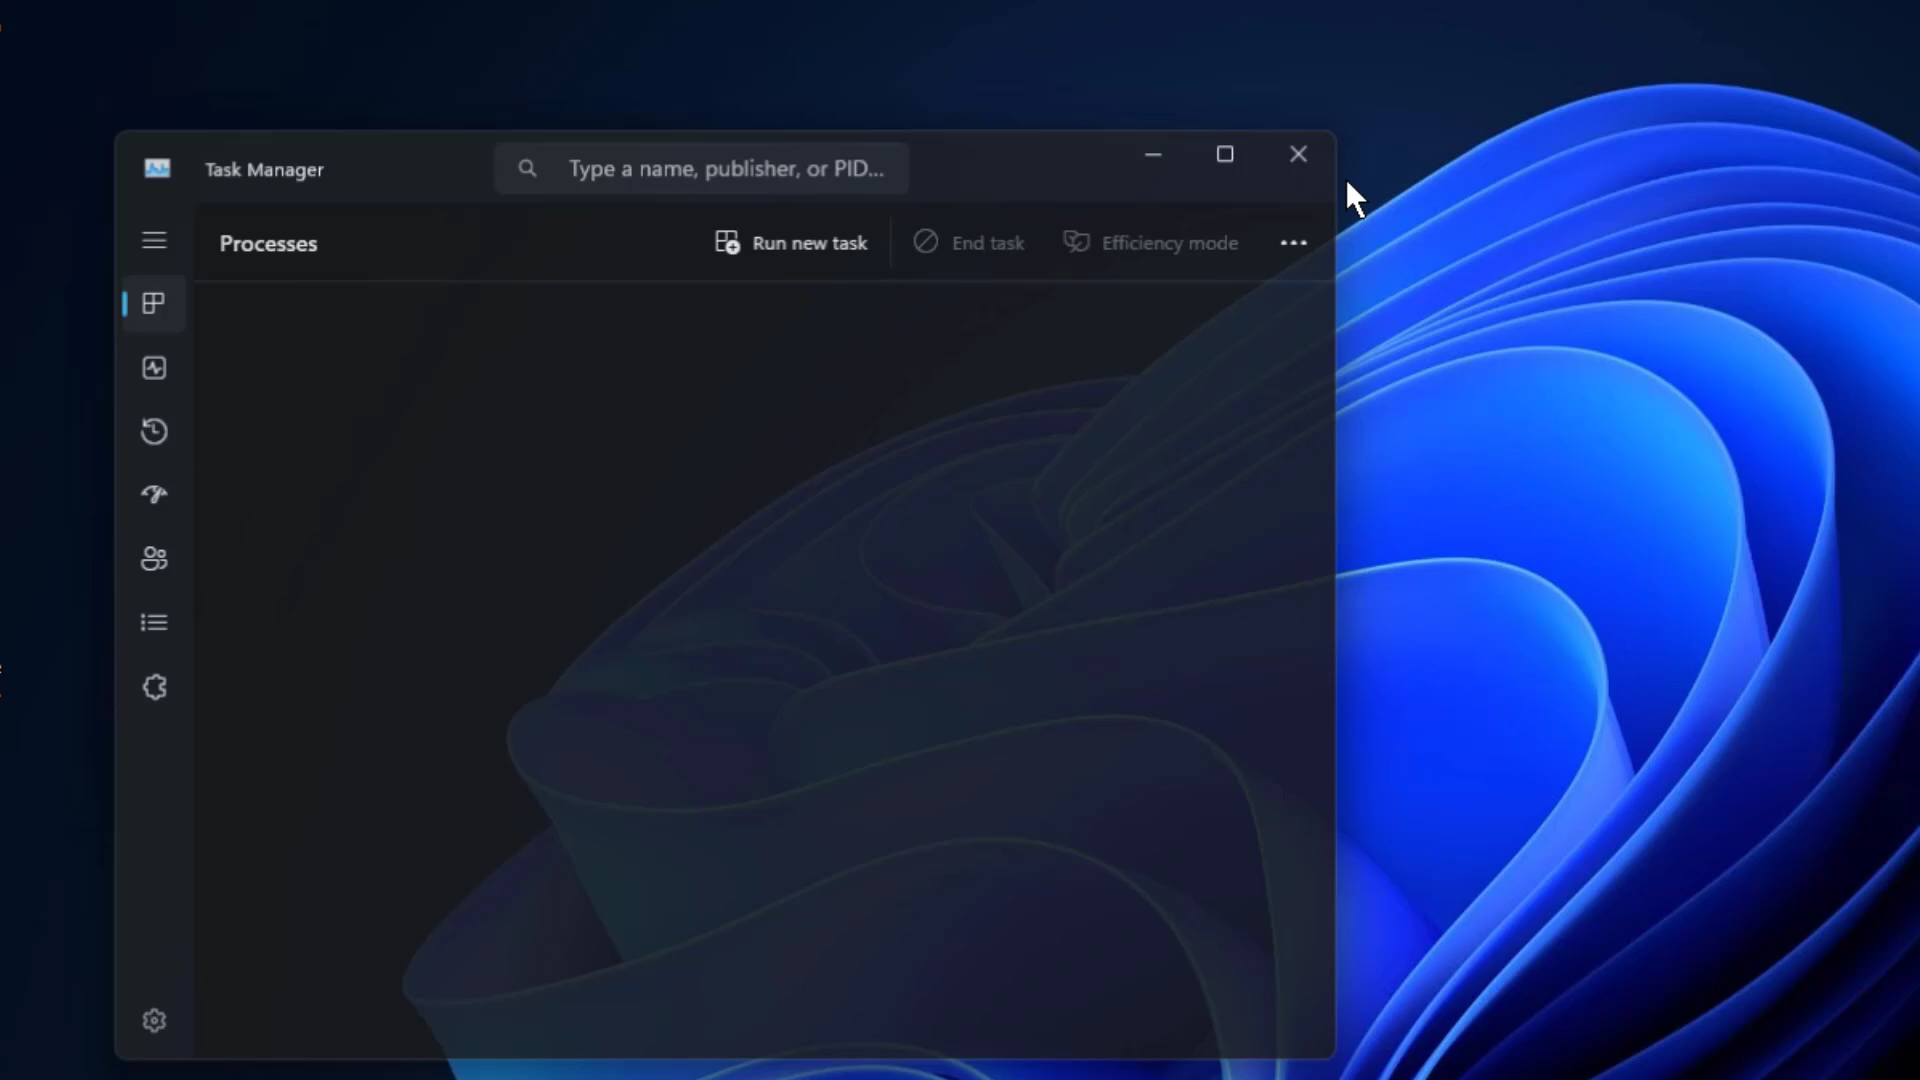 Task Manager
Type a name, publisher, or PID...
Processes
Run new task
End task
Efficiency mode